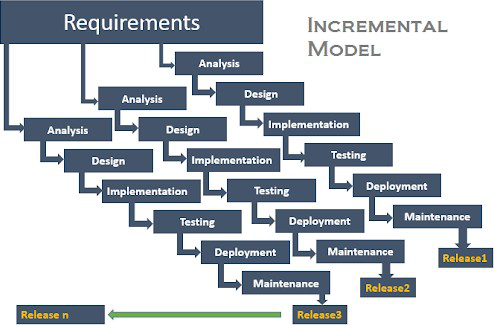 Requirements
INCREMENTAL
MODEL
Analysis
Design
Implementation
Testing
Deployment
Maintenance
Release1
Analysis
Design
Implementation
Testing
Deployment
Maintenance
Release2
Analysis
Design
Implementation
Testing
Deployment
Maintenance
Release3
Release n